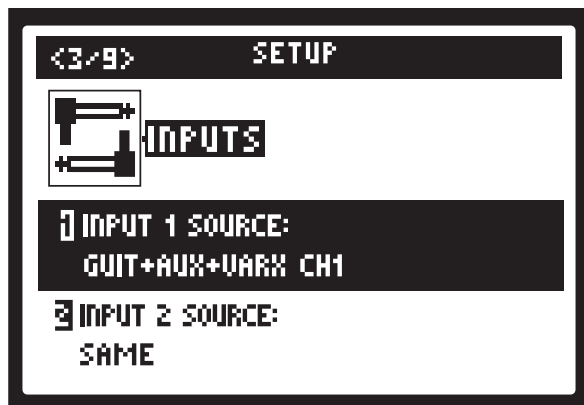 <3/9> SETUP
INPUTS
1 INPUT 1 SOURCE:
GUIT+AUX+VARX CH1
2 INPUT 2 SOURCE:
SAME